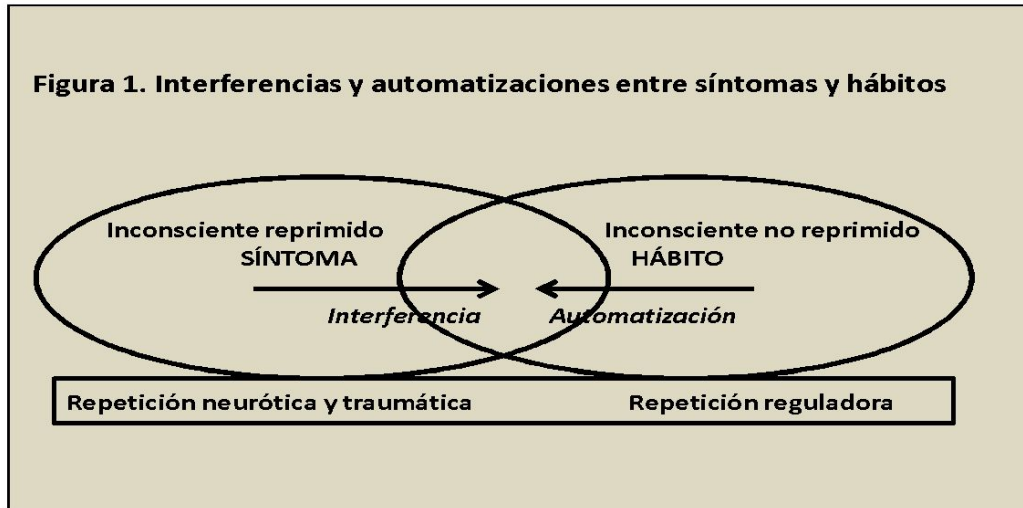 Figura 1. Interferencias y automatizaciones entre síntomas y hábitos
Inconsciente reprimido
SÍNTOMA
Interferencia
Inconsciente no reprimido
HÁBITO
Automatización
Repetición neurótica y traumática
Repetición reguladora